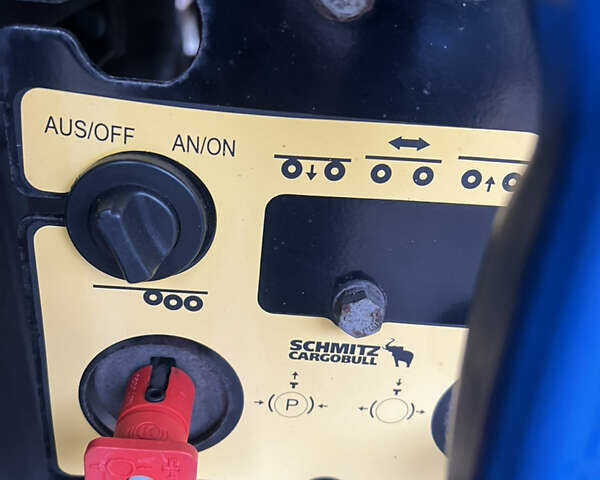 AUS/OFF
AN/ON
SCHMITZ
CARGOBULL
P